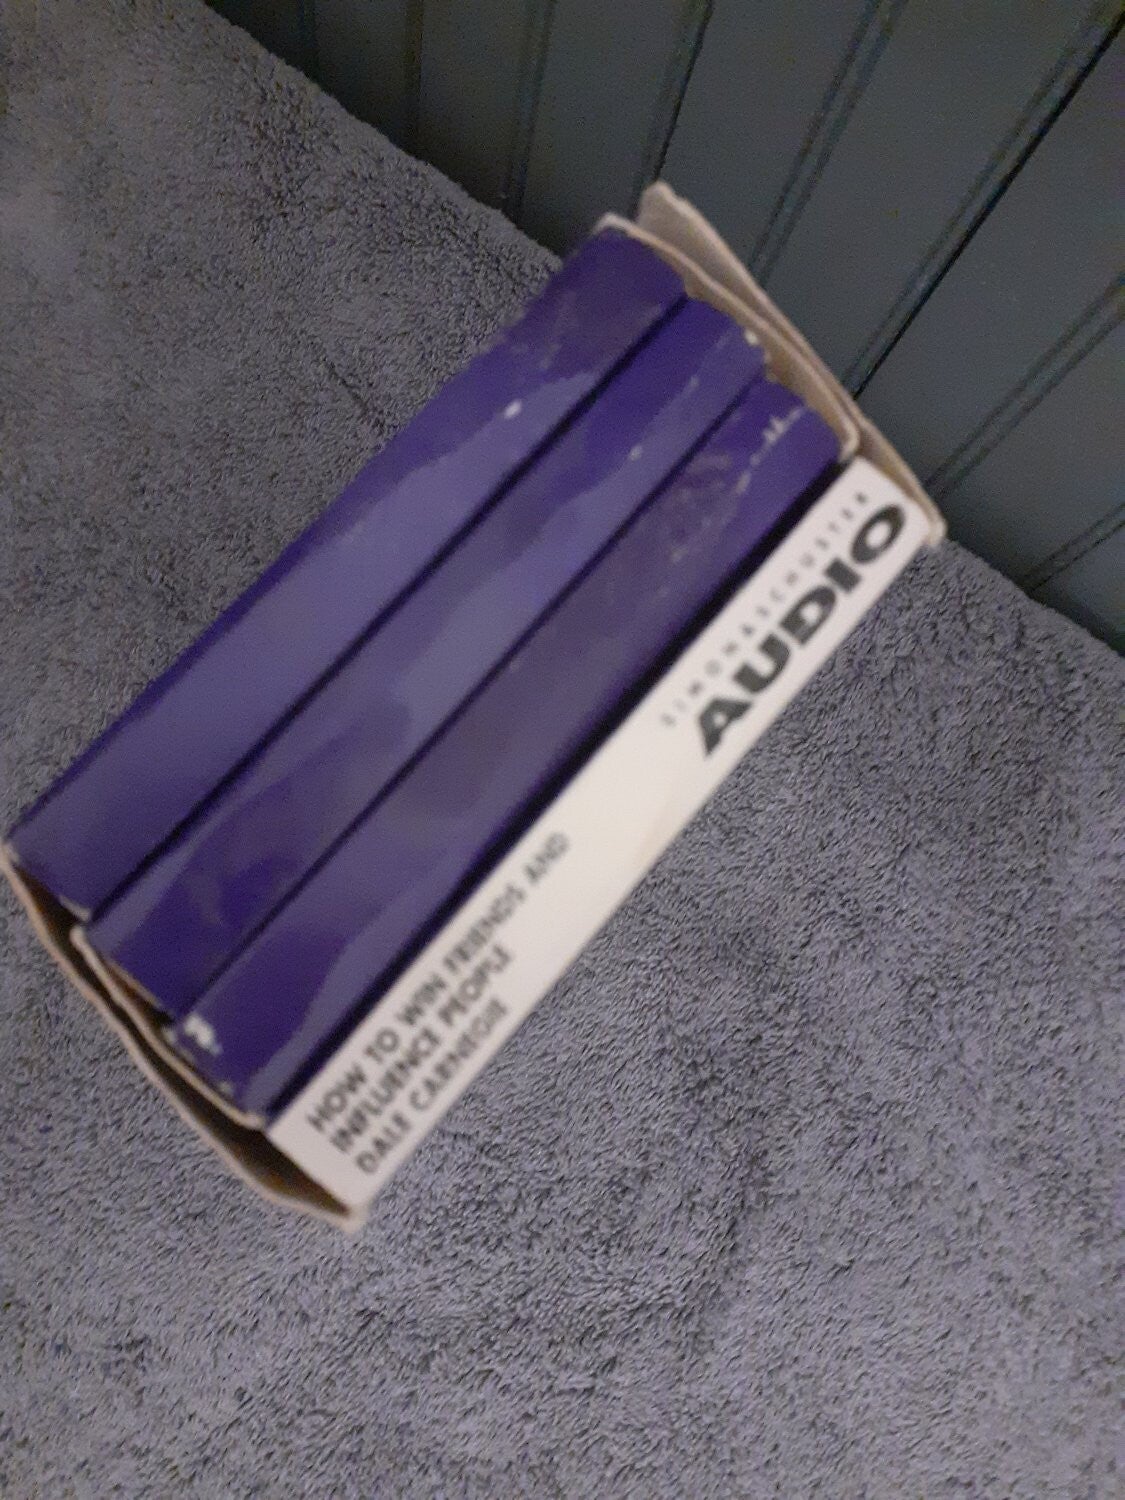 HOW TO WIN FRIENDS AND
INFLUENCE PEOPLE
DALE CARNEGIE
SIMON & SCHUSTER
AUDIO